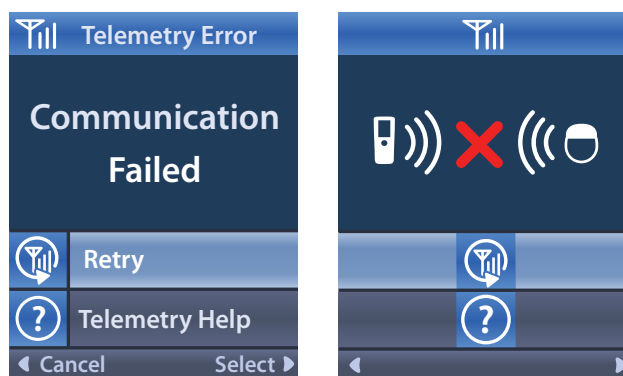 Telemetry Error
Communication
Failed
Retry
?
Telemetry Help
Cancel Select
?